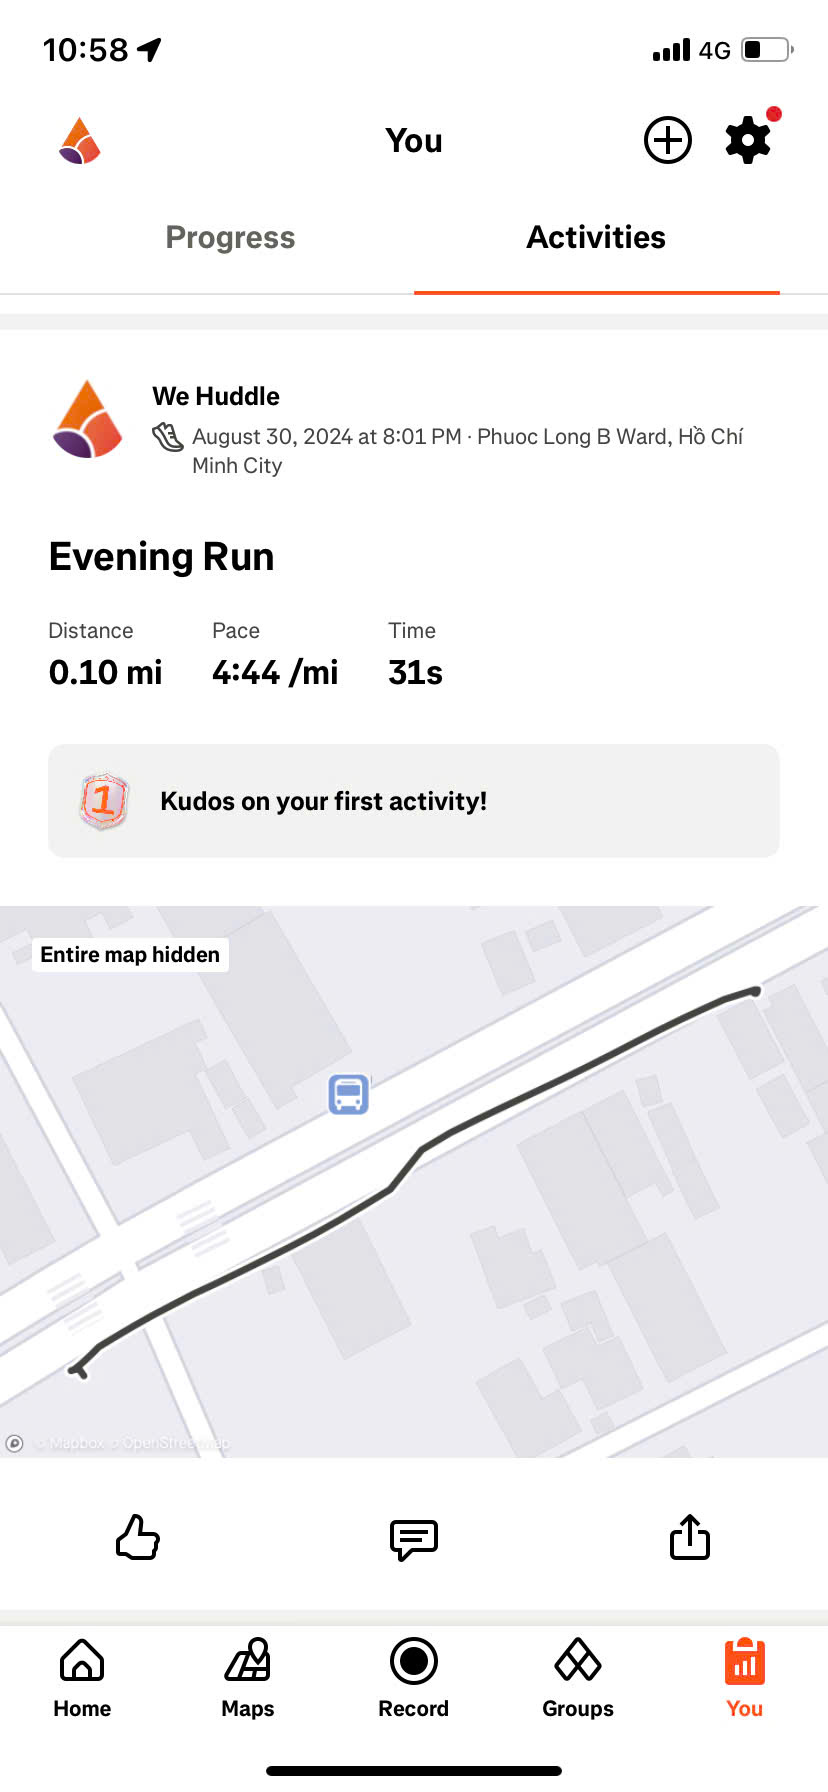 10:58
4G
You
Progress
Activities
We Huddle
August 30, 2024 at 8:01 PM · Phuoc Long B Ward, Hồ Chí
Minh City
Evening Run
Distance Pace Time
0.10 mi 4:44 /mi 31s
1
Kudos on your first activity!
Entire map hidden
© Mapbox © OpenStreetMap
Home
Maps
Record
Groups
You